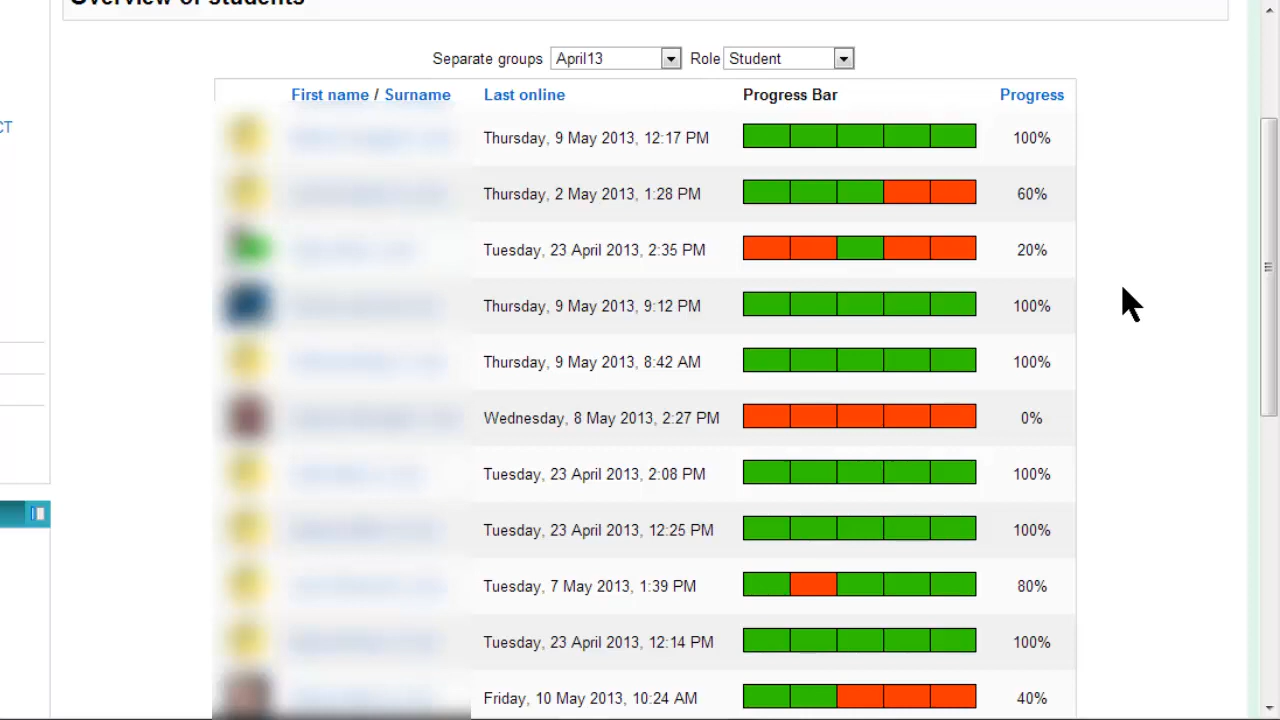 Overview of students
CT
Separate groups April13 Role Student
First name / Surname Last online Progress Bar Progress
Thursday, 9 May 2013, 12:17 PM 100%
Thursday, 2 May 2013, 1:28 PM 60%
Tuesday, 23 April 2013, 2:35 PM 20%
Thursday, 9 May 2013, 9:12 PM 100%
Thursday, 9 May 2013, 8:42 AM 100%
Wednesday, 8 May 2013, 2:27 PM 0%
Tuesday, 23 April 2013, 2:08 PM 100%
Tuesday, 23 April 2013, 12:25 PM 100%
Tuesday, 7 May 2013, 1:39 PM 80%
Tuesday, 23 April 2013, 12:14 PM 100%
Friday, 10 May 2013, 10:24 AM 40%